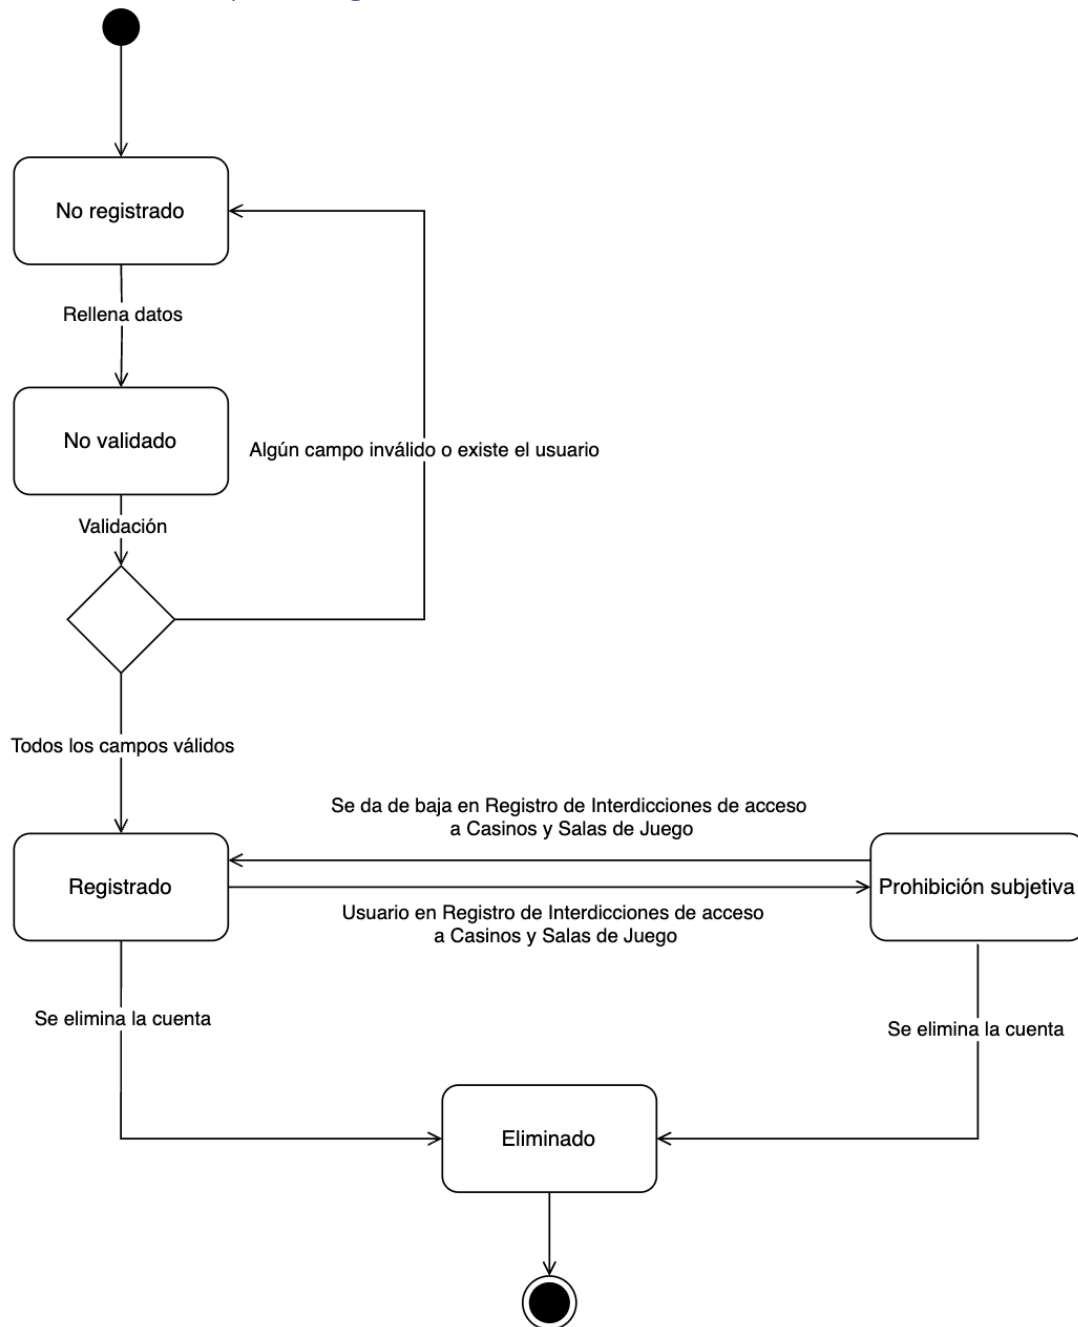 No registrado
Rellena datos
No validado
Algún campo inválido o existe el usuario
Validación
Todos los campos válidos
Se da de baja en Registro de Interdicciones de acceso
a Casinos y Salas de Juego
Registrado
Prohibición subjetiva
Usuario en Registro de Interdicciones de acceso
a Casinos y Salas de Juego
Se elimina la cuenta
Se elimina la cuenta
Eliminado